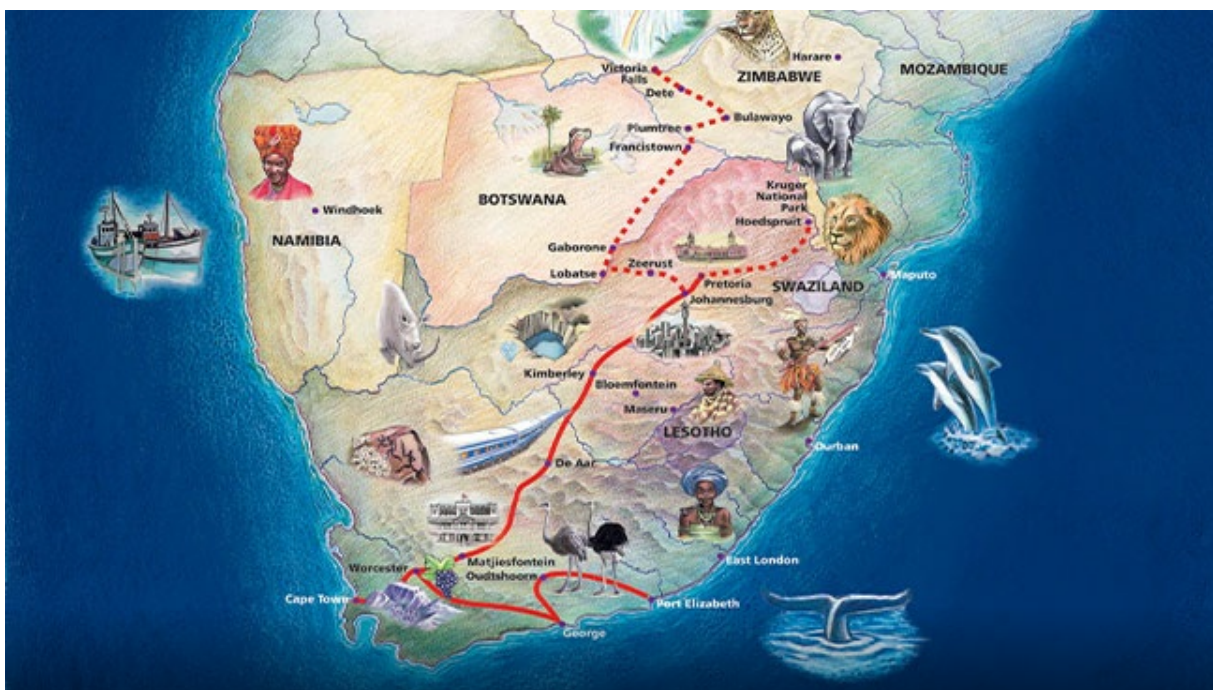 Victoria
Falls
Harare
ZIMBABWE
MOZAMBIQUE
Dete
Bulawayo
Plumtree
Francistown
Kruger
National
Park
Hoedspruit
BOTSWANA
Windhoek
NAMIBIA
Gaborone
Zeerust
Lobatse
Pretoria
Johannesburg
SWAZILAND
Maputo
Kimberley
Bloemfontein
Maseru
LESOTHO
Durban
De Aar
East London
Worcester
Matjiesfontein
Oudtshoorn
Cape Town
Port Elizabeth
George